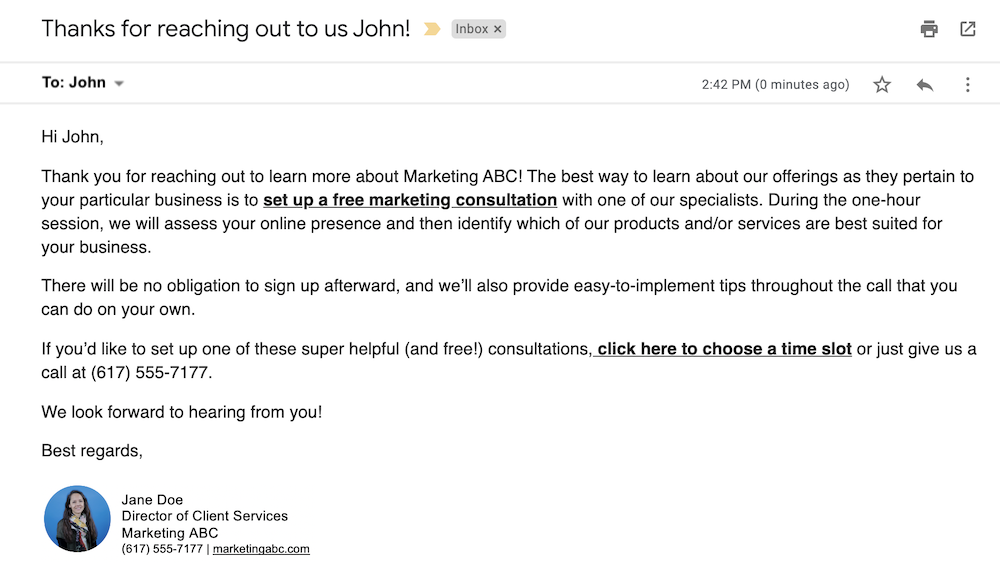 Thanks for reaching out to us John! Inbox ×
To: John 2:42 PM (0 minutes ago)
Hi John,
Thank you for reaching out to learn more about Marketing ABC! The best way to learn about our offerings as they pertain to
your particular business is to set up a free marketing consultation with one of our specialists. During the one-hour
session, we will assess your online presence and then identify which of our products and/or services are best suited for
your business.
There will be no obligation to sign up afterward, and we’ll also provide easy-to-implement tips throughout the call that you
can do on your own.
If you’d like to set up one of these super helpful (and free!) consultations, click here to choose a time slot or just give us a
call at (617) 555-7177.
We look forward to hearing from you!
Best regards,
Jane Doe
Director of Client Services
Marketing ABC
(617) 555-7177 | marketingabc.com